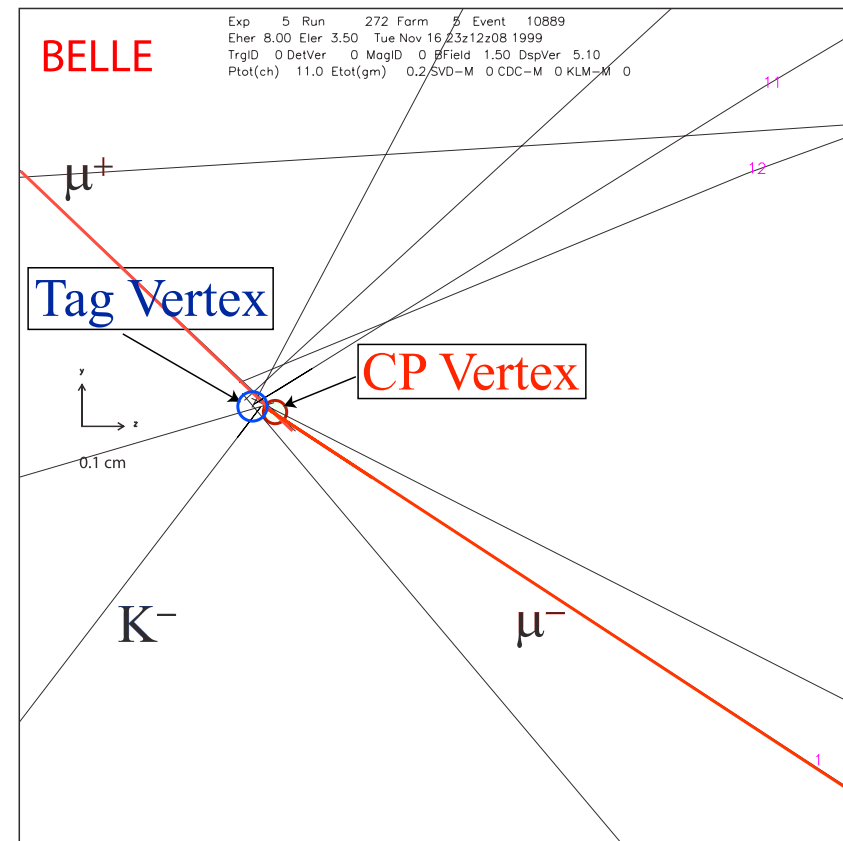 Exp 5 Run 272 Farm 5 Event 10889
Eher 8.00 Eler 3.50 Tue Nov 16 23z12z08 1999
TrgID 0 DetVer 0 MagID 0 BField 1.50 DspVer 5.10
Ptot(ch) 11.0 Etot(gm) 0.2 SVD-M 0 CDC-M 0 KLM-M 0
BELLE
11
12
μ+
Tag Vertex
CP Vertex
y
z
0.1 cm
K−
μ−
1